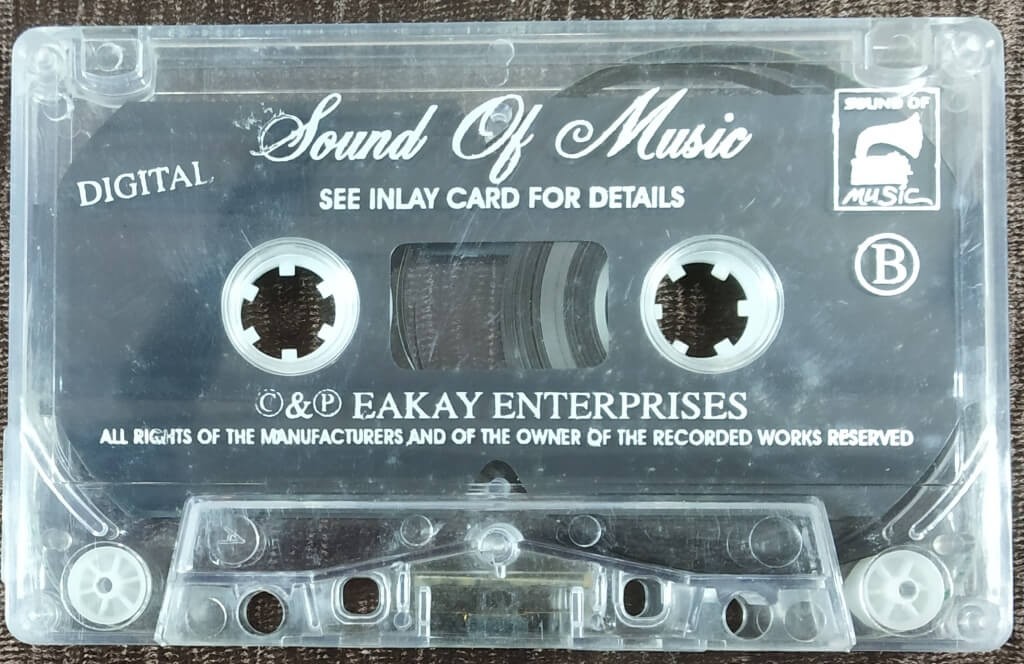 Sound Of Music
SOUND OF
MUSIC
DIGITAL
SEE INLAY CARD FOR DETAILS
B
©&℗ EAKAY ENTERPRISES
ALL RIGHTS OF THE MANUFACTURERS AND OF THE OWNER OF THE RECORDED WORKS RESERVED